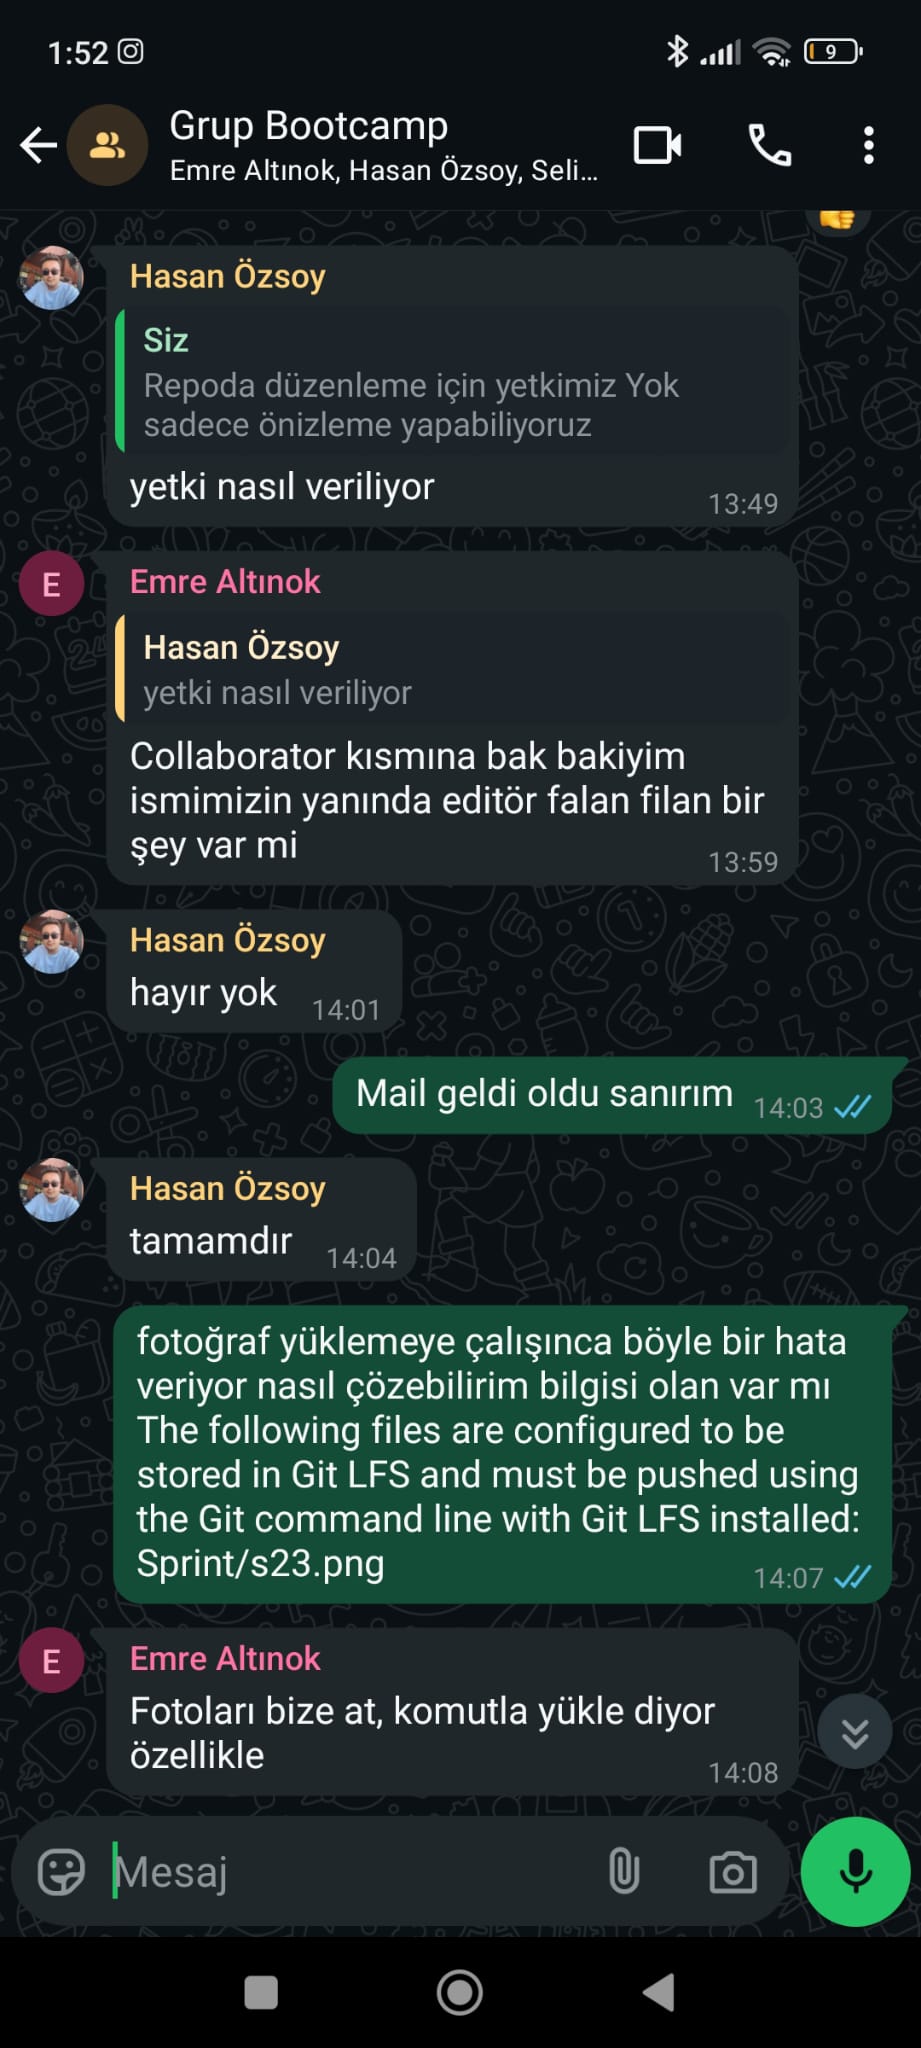 1:52
9
Grup Bootcamp
Emre Altınok, Hasan Özsoy, Seli...
Hasan Özsoy
Siz
Repoda düzenleme için yetkimiz Yok
sadece önizleme yapabiliyoruz
yetki nasıl veriliyor
13:49
E
Emre Altınok
Hasan Özsoy
yetki nasıl veriliyor
Collaborator kısmına bak bakiyim
ismimizin yanında editör falan filan bir
şey var mi
13:59
Hasan Özsoy
hayır yok
14:01
Mail geldi oldu sanırım
14:03
Hasan Özsoy
tamamdır
14:04
fotoğraf yüklemeye çalışınca böyle bir hata
veriyor nasıl çözebilirim bilgisi olan var mı
The following files are configured to be
stored in Git LFS and must be pushed using
the Git command line with Git LFS installed:
Sprint/s23.png
14:07
E
Emre Altınok
Fotoları bize at, komutla yükle diyor
özellikle
14:08
Mesaj